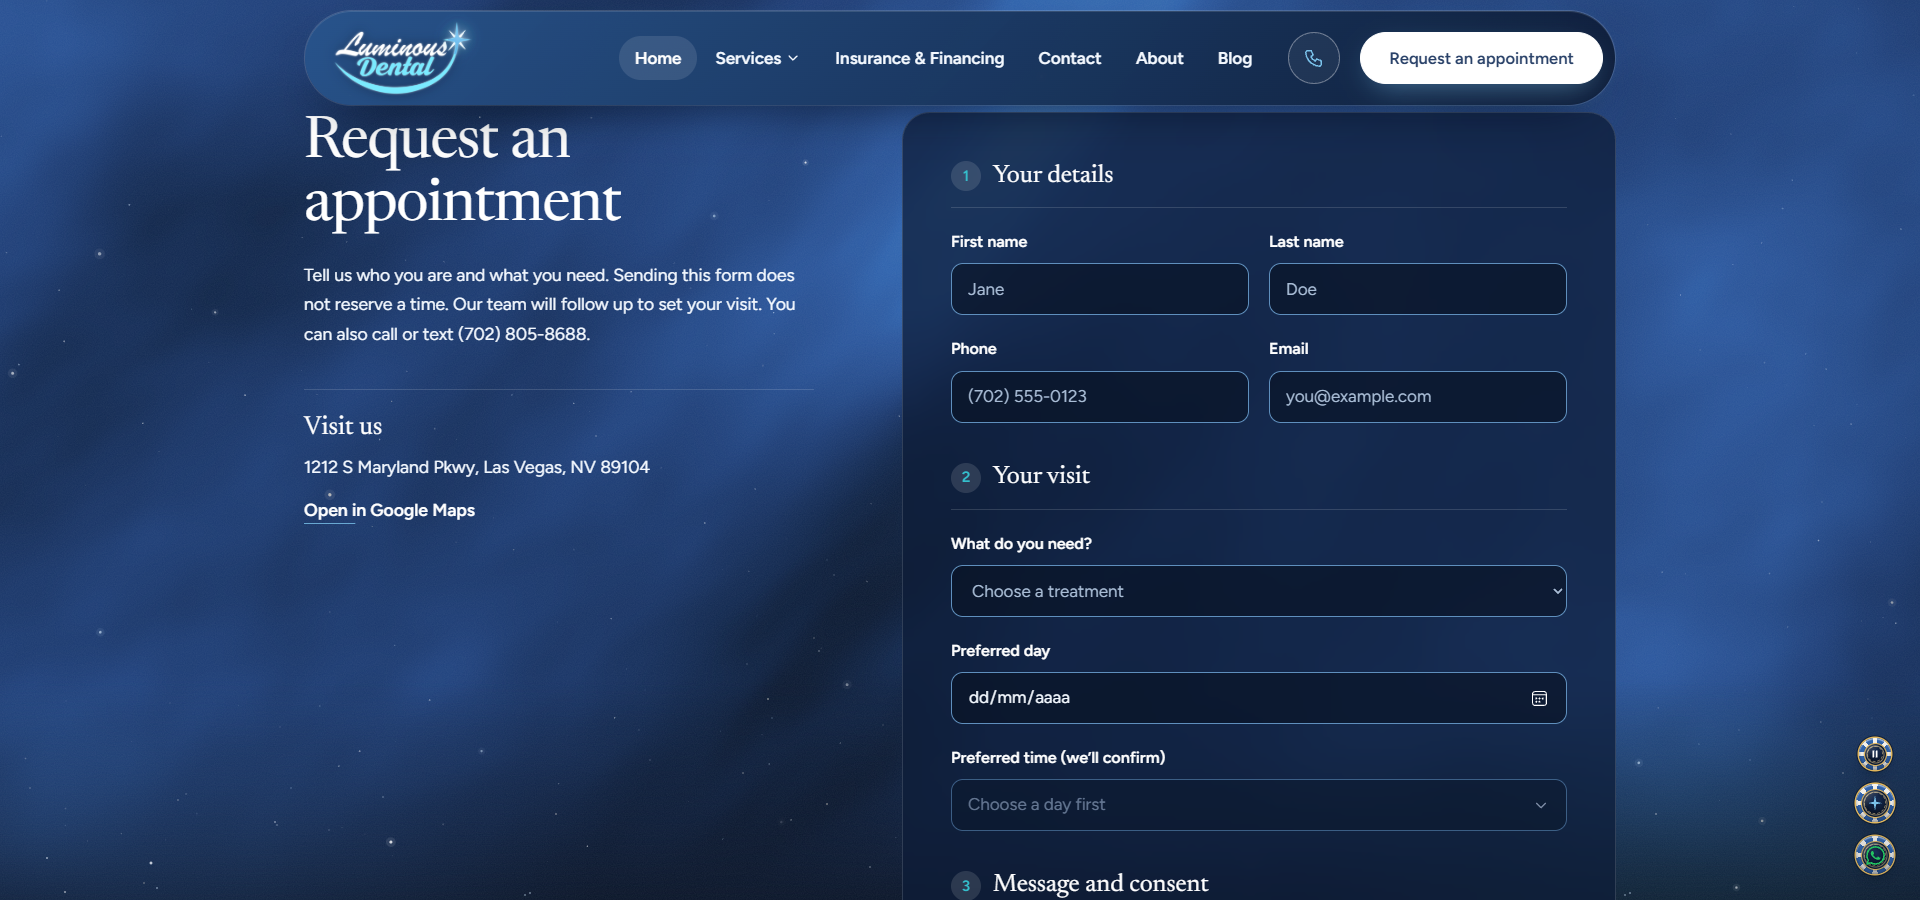 Luminous
Dental
Home
Services
Insurance & Financing
Contact
About
Blog
Request an appointment
Request an
appointment
Tell us who you are and what you need. Sending this form does
not reserve a time. Our team will follow up to set your visit. You
can also call or text (702) 805-8688.
Visit us
1212 S Maryland Pkwy, Las Vegas, NV 89104
Open in Google Maps
1 Your details
First name
Last name
Jane
Doe
Phone
Email
(702) 555-0123
you@example.com
2 Your visit
What do you need?
Choose a treatment
Preferred day
dd/mm/aaaa
Preferred time (we'll confirm)
Choose a day first
3 Message and consent